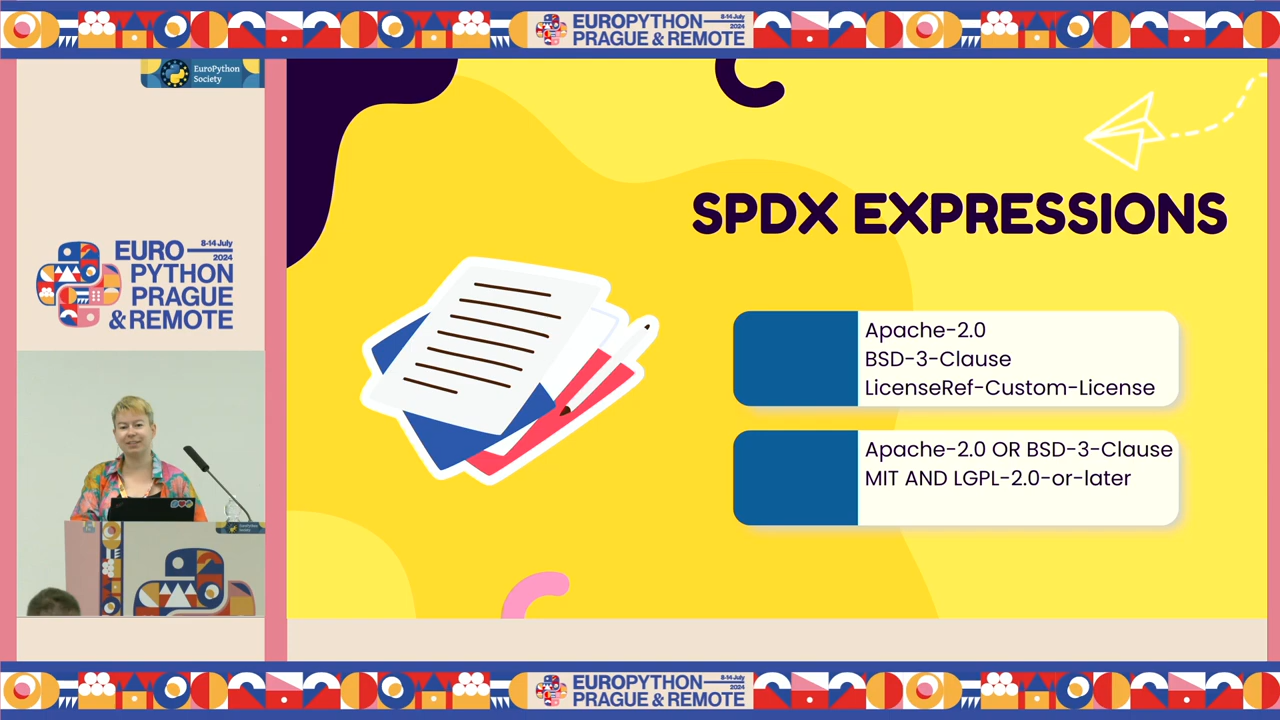 EUROPYTHON
8-14 July
2024
PRAGUE & REMOTE
EuroPython
Society
EURO
8-14 July
2024
PYTHON
PRAGUE
& REMOTE
SPDX EXPRESSIONS
Apache-2.0
BSD-3-Clause
LicenseRef-Custom-License
Apache-2.0 OR BSD-3-Clause
MIT AND LGPL-2.0-or-later
EUROPYTHON
8-14 July
2024
PRAGUE & REMOTE